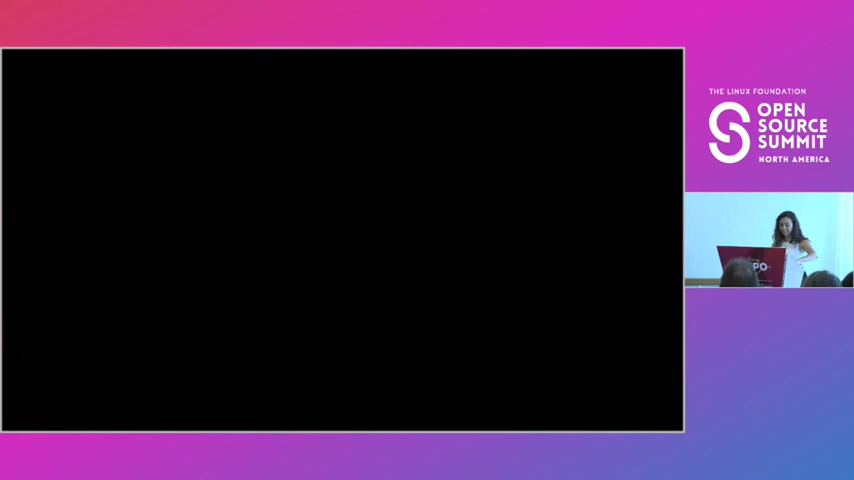 THE LINUX FOUNDATION
OPEN
SOURCE
SUMMIT
NORTH AMERICA